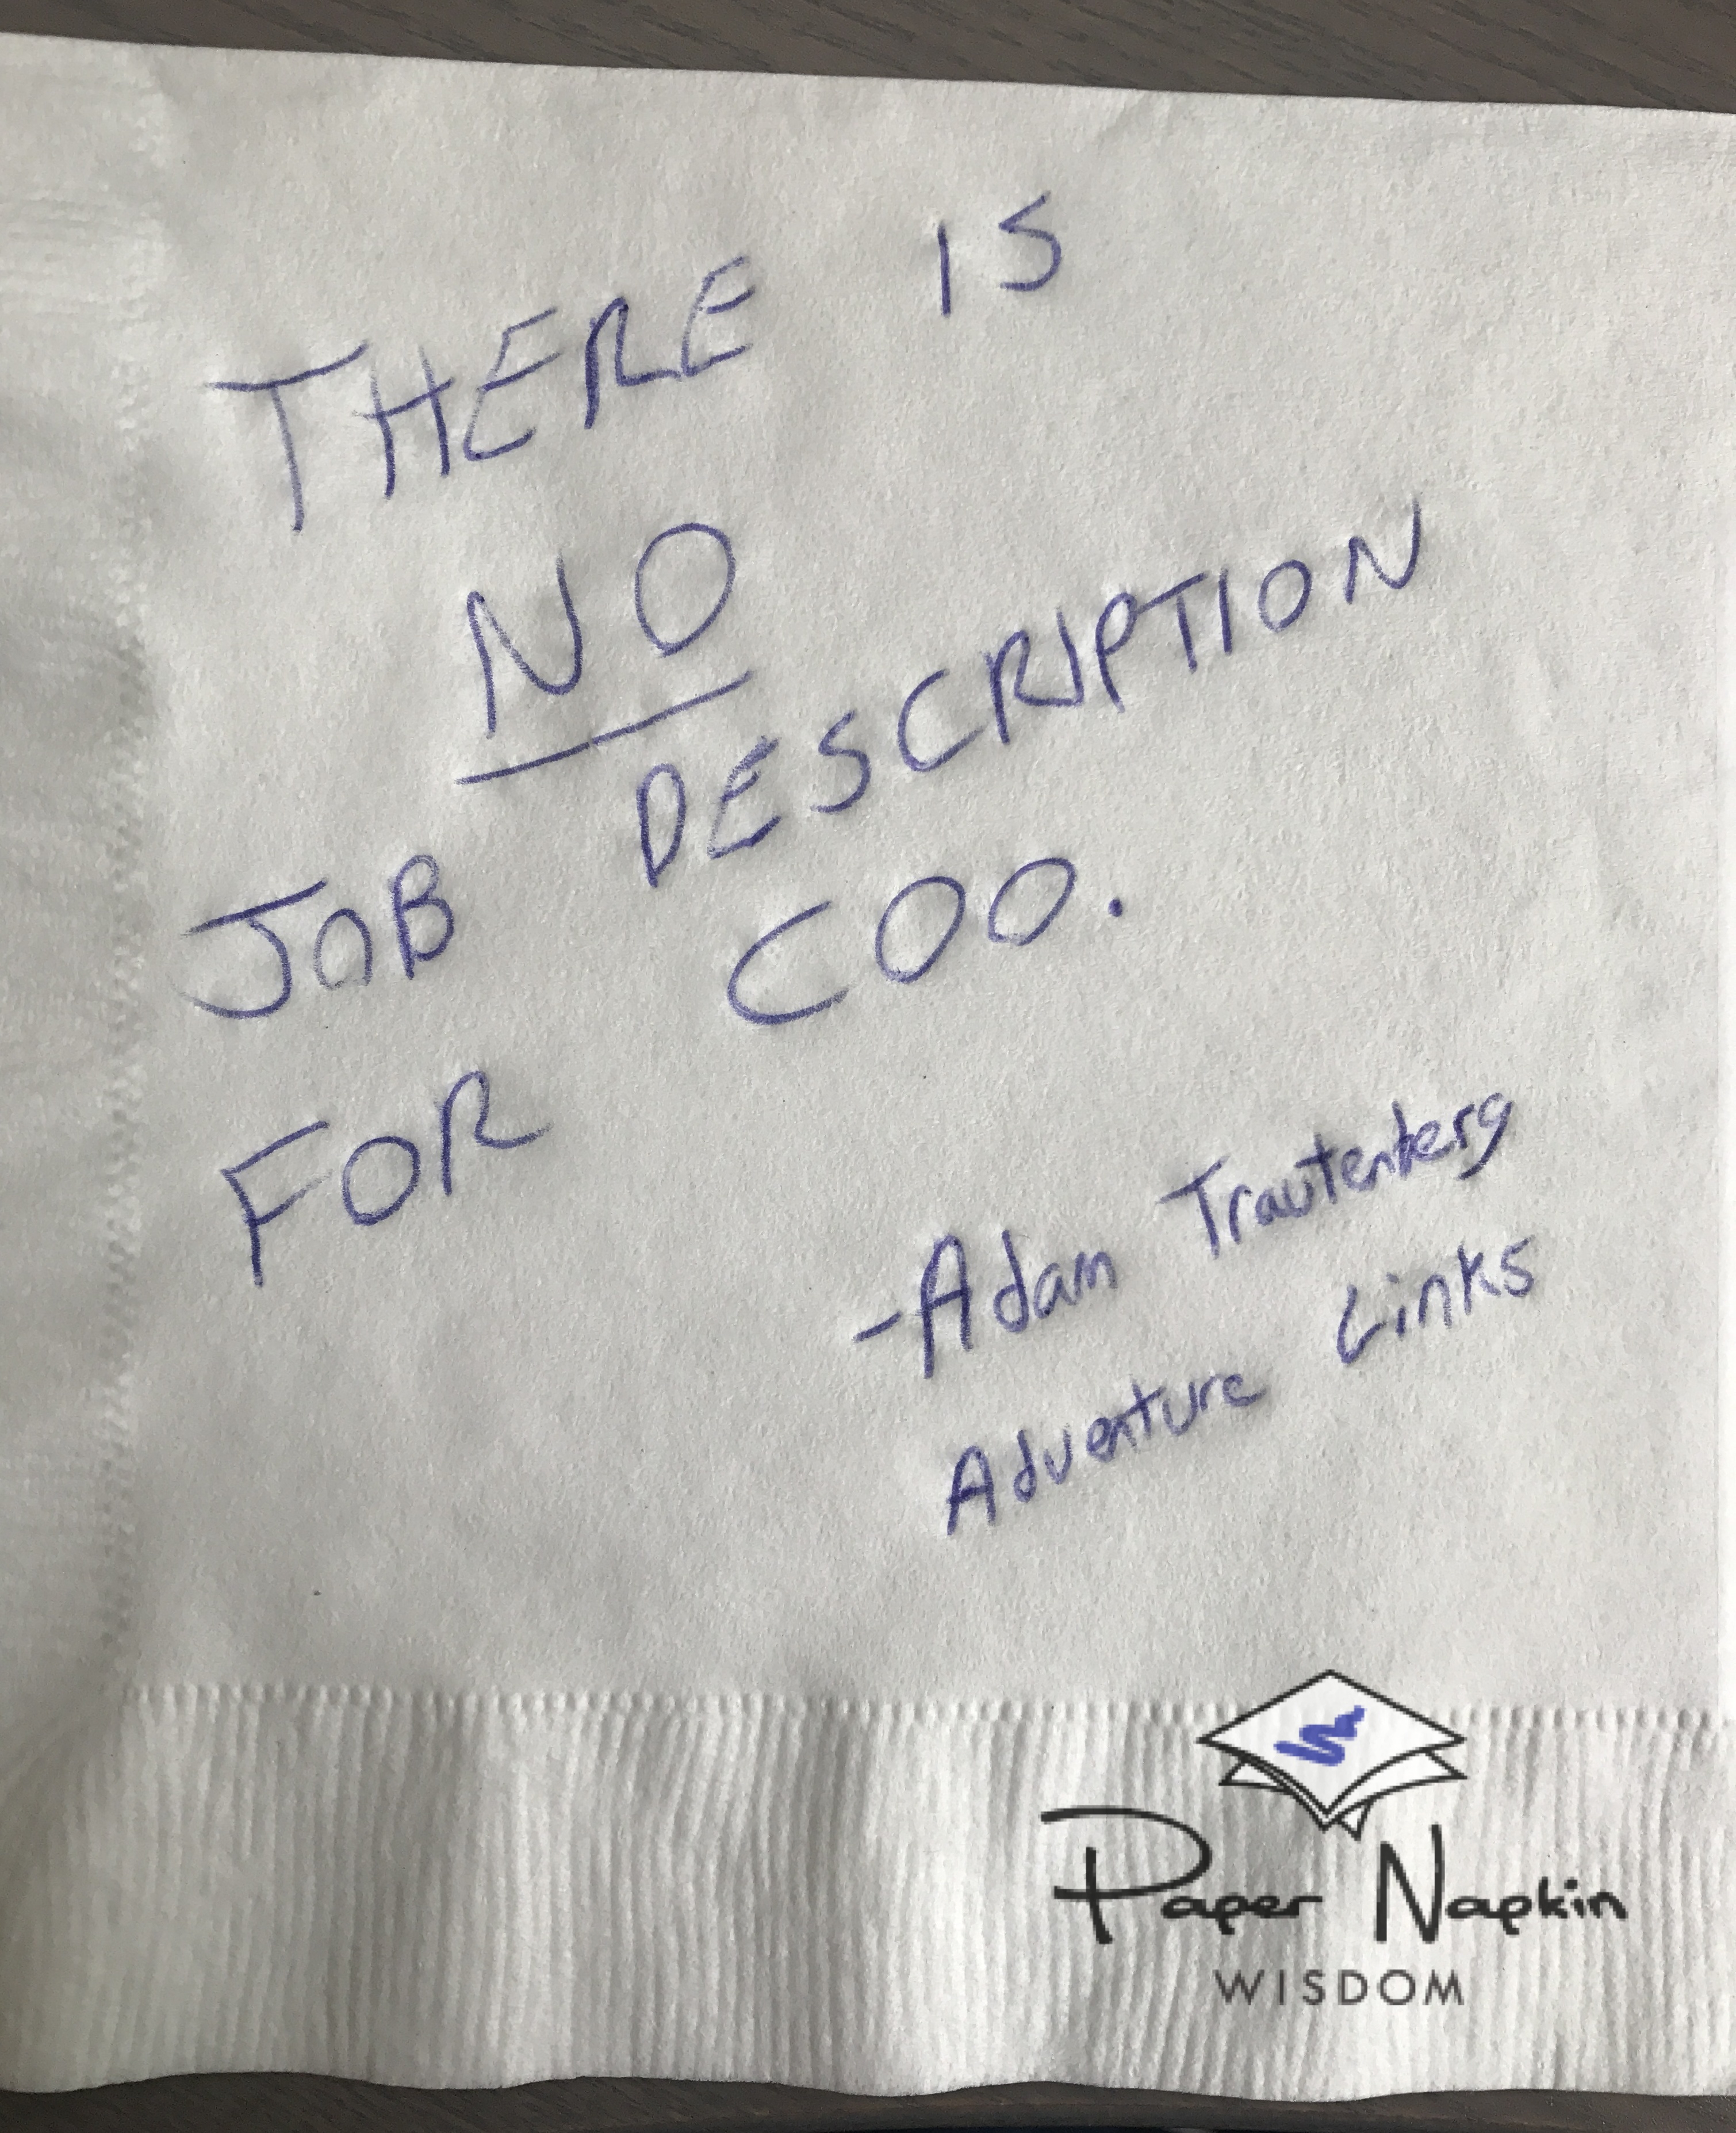 THERE IS
NO
JOB DESCRIPTION
FOR COO.
-Adam Trautenberg
Adventure Links
Paper Napkin
WISDOM